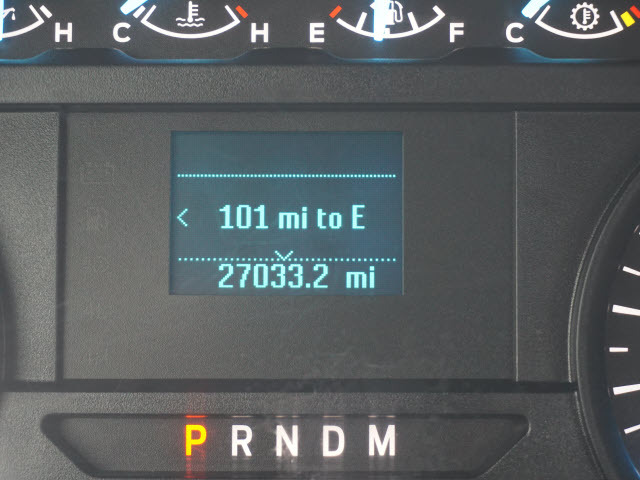 H C H E F C
< 101 mi to E
27033.2 mi
P R N D M